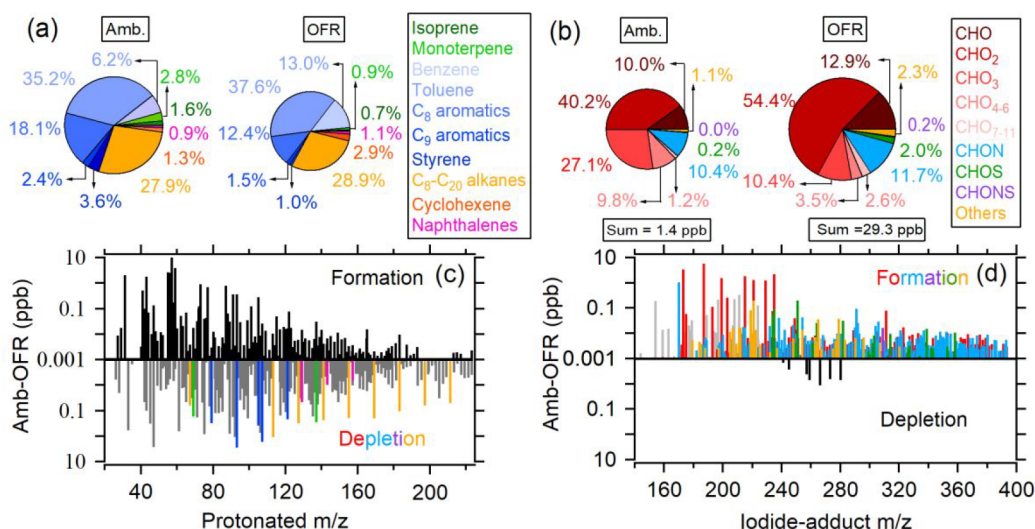 (a)
Amb.
OFR
6.2%
35.2%
2.8%
1.6%
18.1%
0.9%
1.3%
2.4%
3.6%
27.9%
13.0%
37.6%
0.9%
0.7%
12.4%
1.1%
2.9%
1.5%
1.0%
28.9%
Isoprene
Monoterpene
Benzene
Toluene
C8 aromatics
C9 aromatics
Styrene
C8-C20 alkanes
Cyclohexene
Naphthalenes
(b)
Amb.
OFR
10.0%
1.1%
40.2%
0.0%
0.2%
27.1%
10.4%
9.8%
1.2%
Sum = 1.4 ppb
12.9%
2.3%
54.4%
0.2%
2.0%
10.4%
11.7%
3.5%
2.6%
Sum =29.3 ppb
CHO
CHO2
CHO3
CHO4-6
CHO7-11
CHON
CHOS
CHONS
Others
(c)
Formation
Depletion
Amb-OFR (ppb)
10
0.1
0.001
0.1
10
40
80
120
160
200
Protonated m/z
(d)
Formation
Depletion
Amb-OFR (ppb)
10
0.1
0.001
0.1
10
160
200
240
280
320
360
400
Iodide-adduct m/z